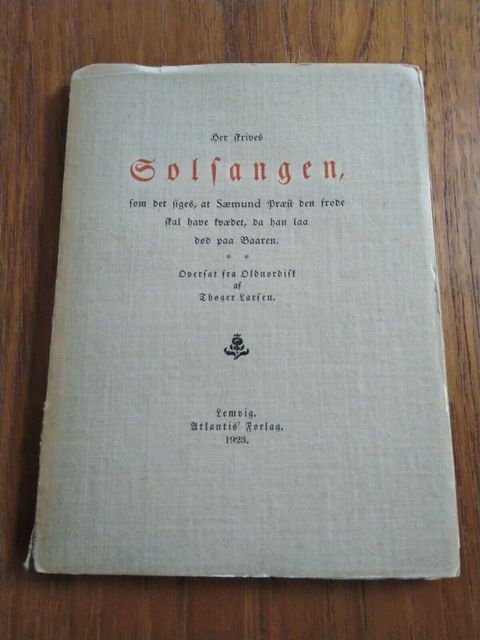 Her skrives
Solsangen,
som det siges, at Sæmund Præst den frode
skal have kvædet, da han laa
død paa Baaren.
* *
Oversat fra Oldnordisk
af
Thøger Larsen.
Lemvig.
Atlantis' Forlag.
1923.